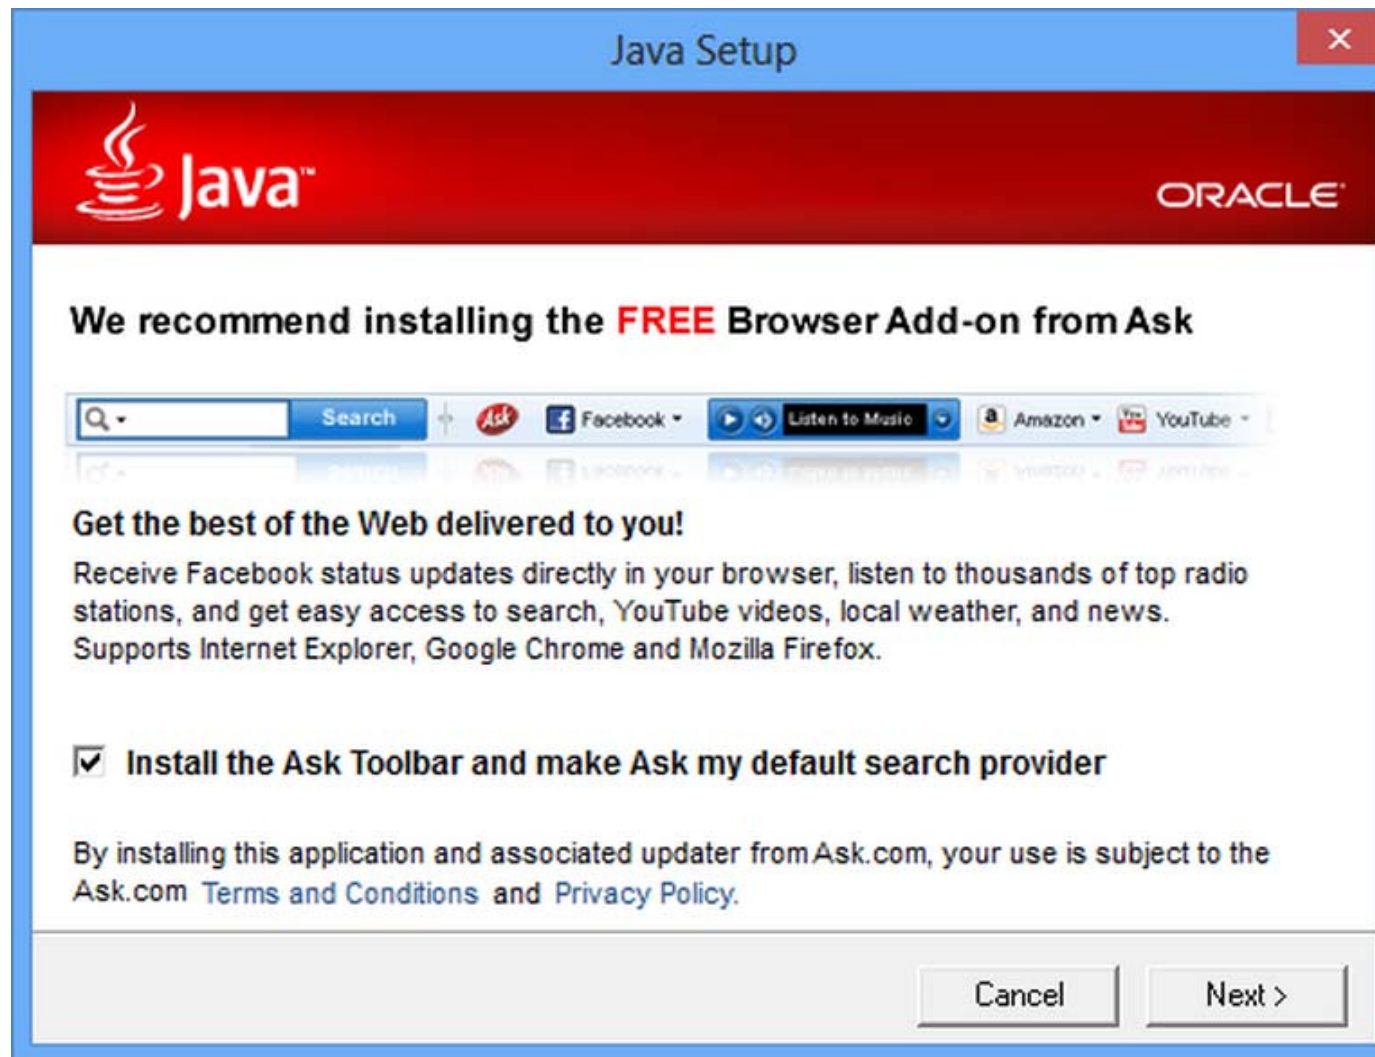 Java Setup
Java™
ORACLE
We recommend installing the FREE Browser Add-on from Ask
Search Ask Facebook Listen to Music Amazon YouTube
Get the best of the Web delivered to you!
Receive Facebook status updates directly in your browser, listen to thousands of top radio
stations, and get easy access to search, YouTube videos, local weather, and news.
Supports Internet Explorer, Google Chrome and Mozilla Firefox.
Install the Ask Toolbar and make Ask my default search provider
By installing this application and associated updater from Ask.com, your use is subject to the
Ask.com Terms and Conditions and Privacy Policy.
Cancel Next >